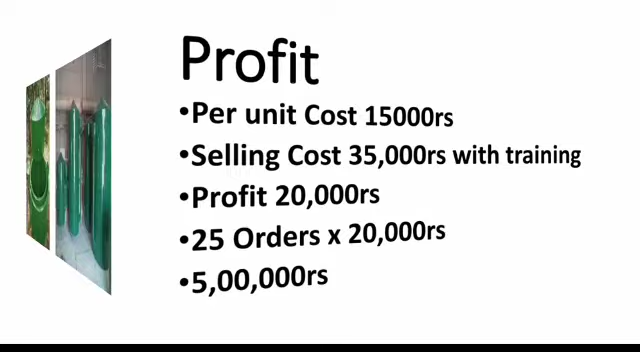 Profit
•Per unit Cost 15000rs
•Selling Cost 35,000rs with training
•Profit 20,000rs
•25 Orders x 20,000rs
•5,00,000rs